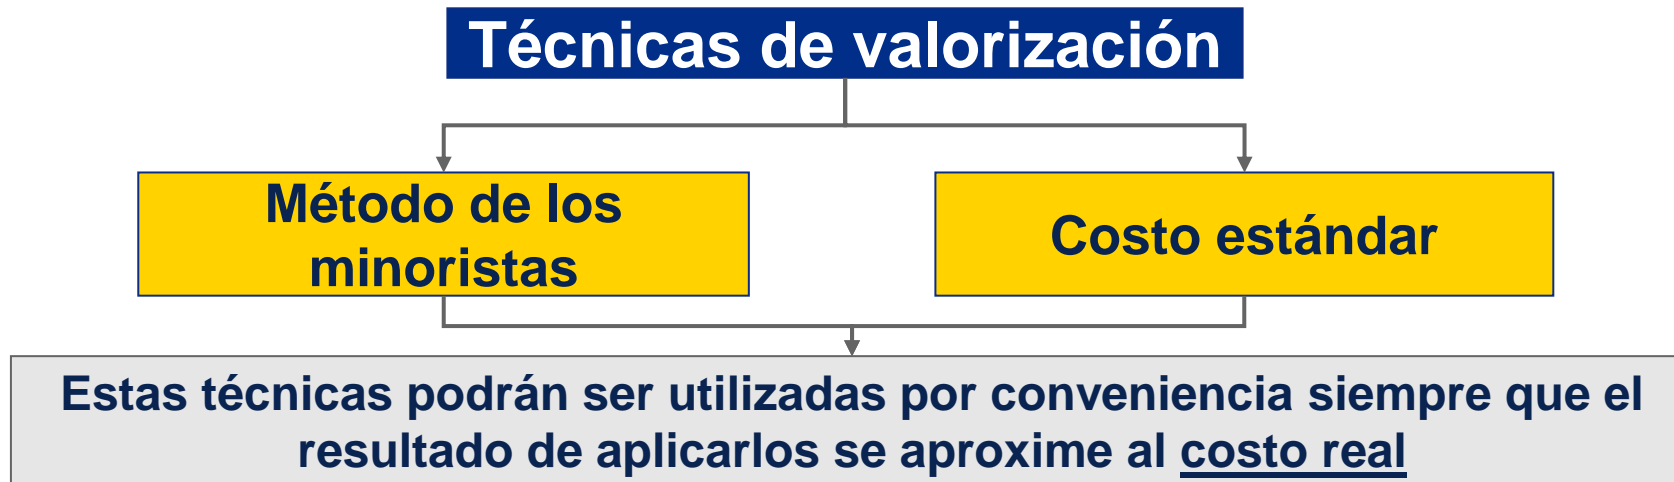 Técnicas de valorización
Método de los
minoristas
Costo estándar
Estas técnicas podrán ser utilizadas por conveniencia siempre que el
resultado de aplicarlos se aproxime al costo real